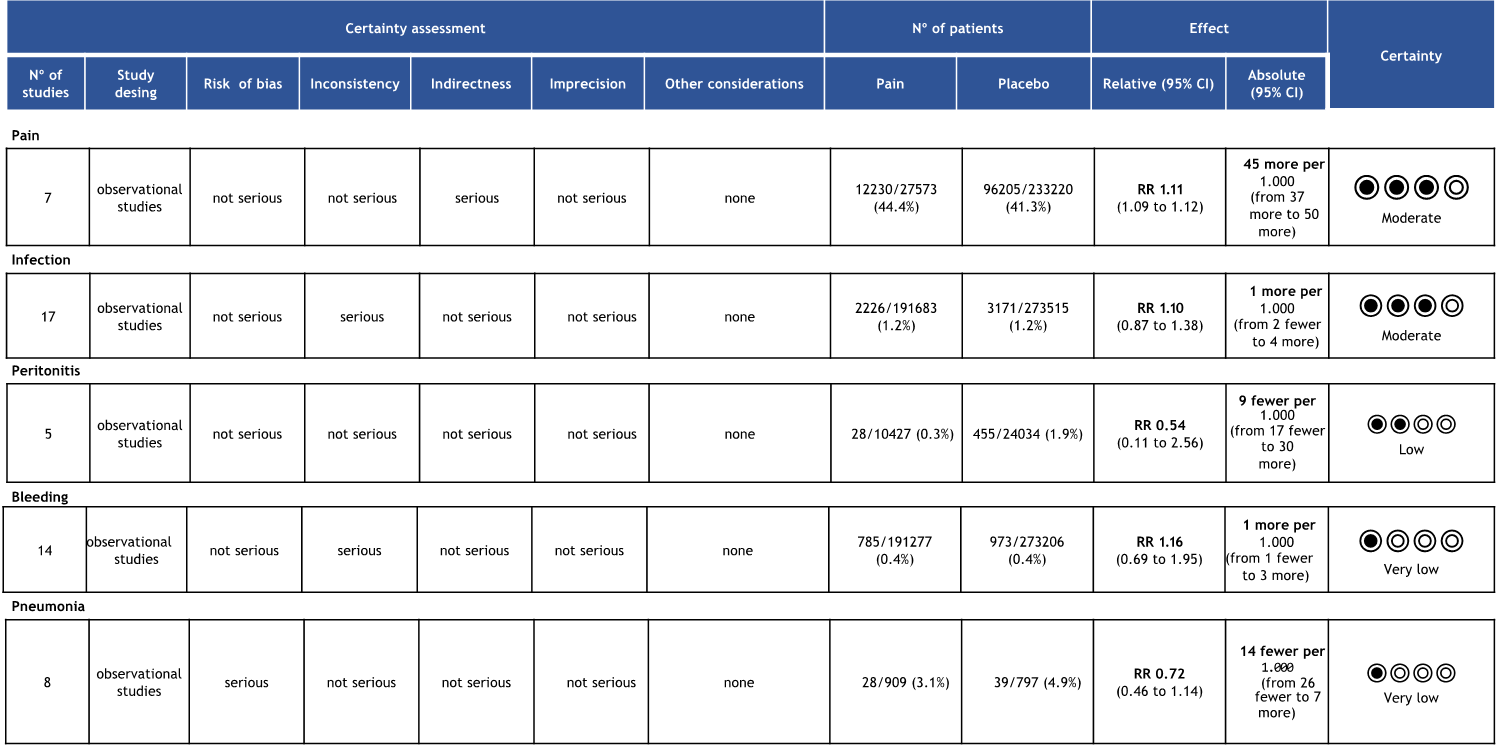 Certainty assessment
Nº of patients
Effect
Certainty
Nº of
studies
Study
desing
Risk of bias
Inconsistency
Indirectness
Imprecision
Other considerations
Pain
Placebo
Relative (95% CI)
Absolute
(95% CI)
Pain
7
observational
studies
not serious
not serious
serious
not serious
none
12230/27573
(44.4%)
96205/233220
(41.3%)
RR 1.11
(1.09 to 1.12)
45 more per
1.000
(from 37
more to 50
more)
Moderate
Infection
17
observational
studies
not serious
serious
not serious
not serious
none
2226/191683
(1.2%)
3171/273515
(1.2%)
RR 1.10
(0.87 to 1.38)
1 more per
1.000
(from 2 fewer
to 4 more)
Moderate
Peritonitis
5
observational
studies
not serious
not serious
not serious
not serious
none
28/10427 (0.3%)
455/24034 (1.9%)
RR 0.54
(0.11 to 2.56)
9 fewer per
1.000
(from 17 fewer
to 30
more)
Low
Bleeding
14
observational
studies
not serious
serious
not serious
not serious
none
785/191277
(0.4%)
973/273206
(0.4%)
RR 1.16
(0.69 to 1.95)
1 more per
1.000
(from 1 fewer
to 3 more)
Very low
Pneumonia
8
observational
studies
serious
not serious
not serious
not serious
none
28/909 (3.1%)
39/797 (4.9%)
RR 0.72
(0.46 to 1.14)
14 fewer per
1.000
(from 26
fewer to 7
more)
Very low